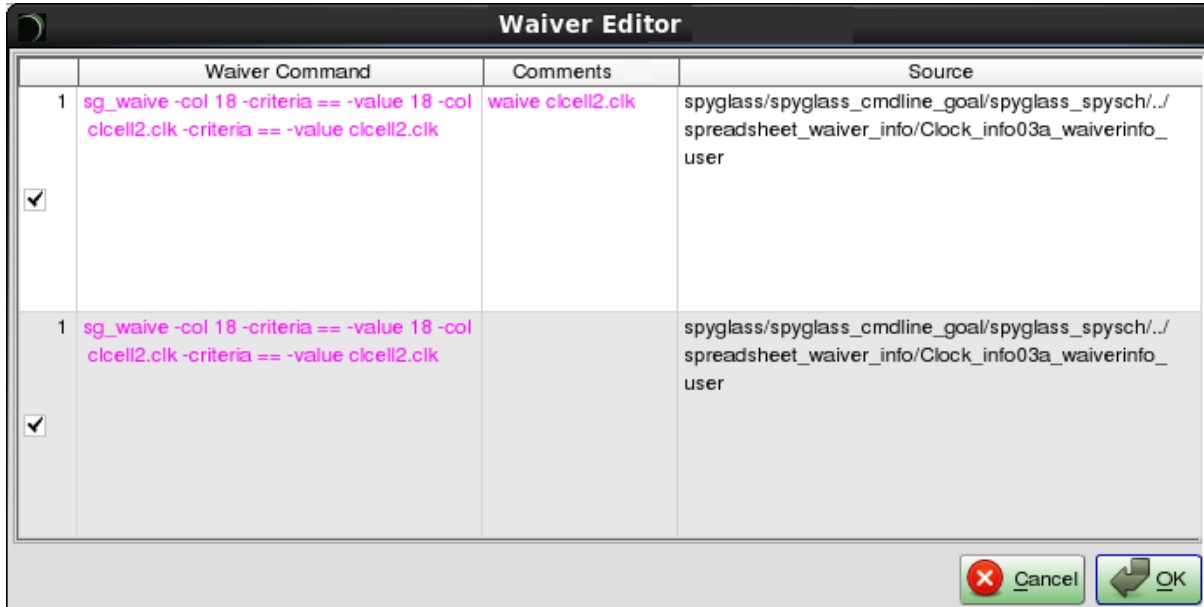 Waiver Editor
Waiver Command Comments Source
1 sg_waive -col 18 -criteria == -value 18 -col waive clcell2.clk spyglass/spyglass_cmdline_goal/spyglass_spysch/../
clcell2.clk -criteria == -value clcell2.clk spreadsheet_waiver_info/Clock_info03a_waiverinfo_
user
1 sg_waive -col 18 -criteria == -value 18 -col spyglass/spyglass_cmdline_goal/spyglass_spysch/../
clcell2.clk -criteria == -value clcell2.clk spreadsheet_waiver_info/Clock_info03a_waiverinfo_
user
Cancel OK